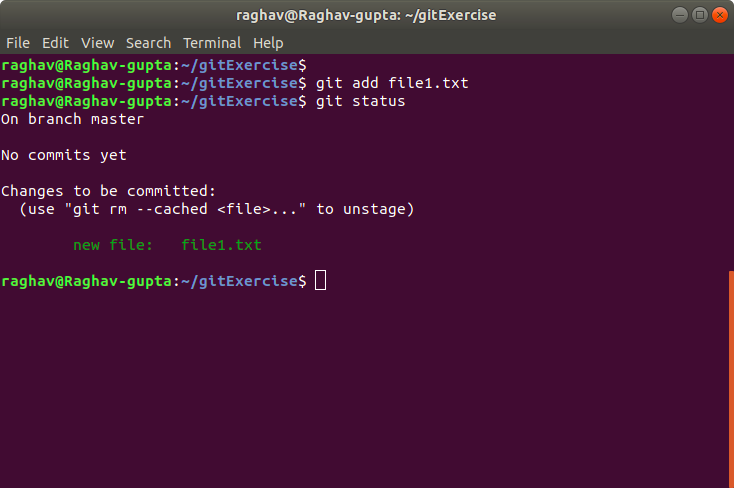 raghav@Raghav-gupta: ~/gitExercise
File Edit View Search Terminal Help
raghav@Raghav-gupta:~/gitExercise$
raghav@Raghav-gupta:~/gitExercise$ git add file1.txt
raghav@Raghav-gupta:~/gitExercise$ git status
On branch master
No commits yet
Changes to be committed:
  (use "git rm --cached <file>..." to unstage)
        new file:   file1.txt
raghav@Raghav-gupta:~/gitExercise$